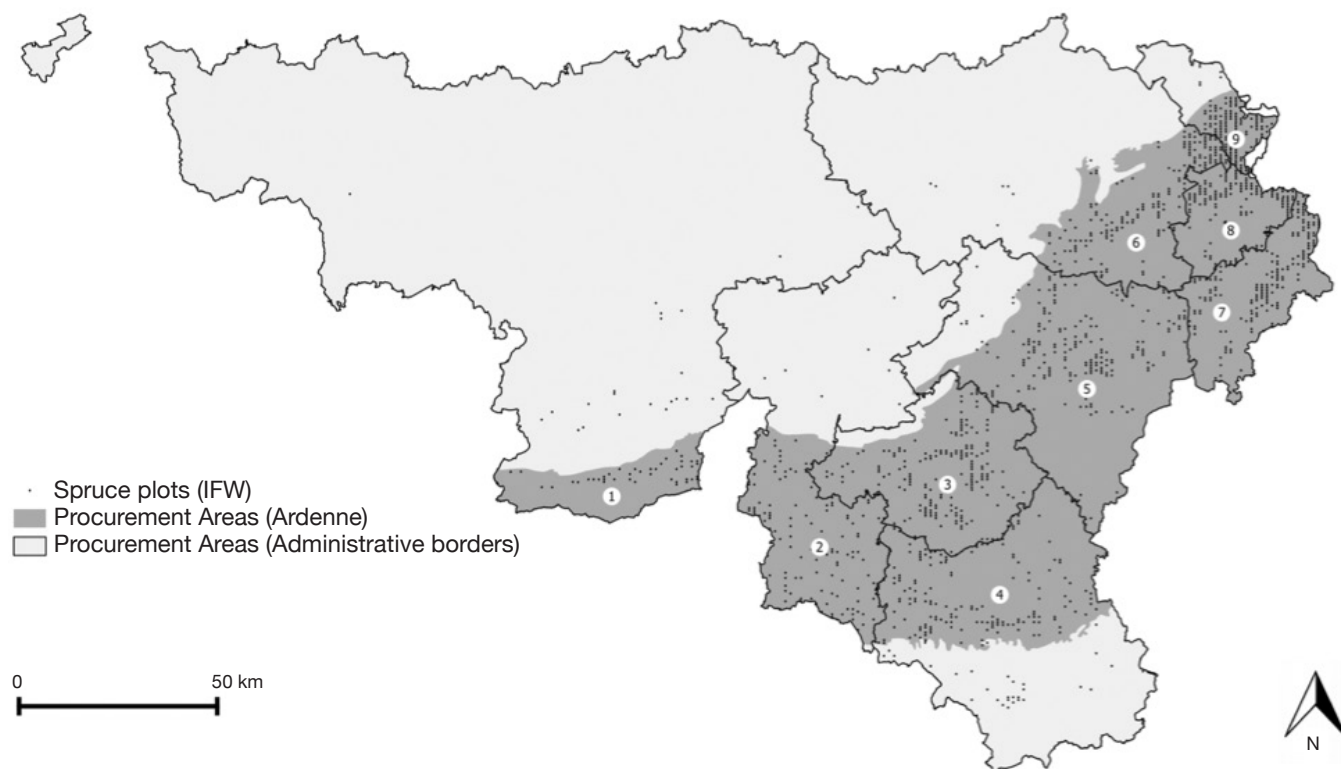 9
8
6
7
5
3
1
2
4
Spruce plots (IFW)
Procurement Areas (Ardenne)
Procurement Areas (Administrative borders)
0 50 km
N